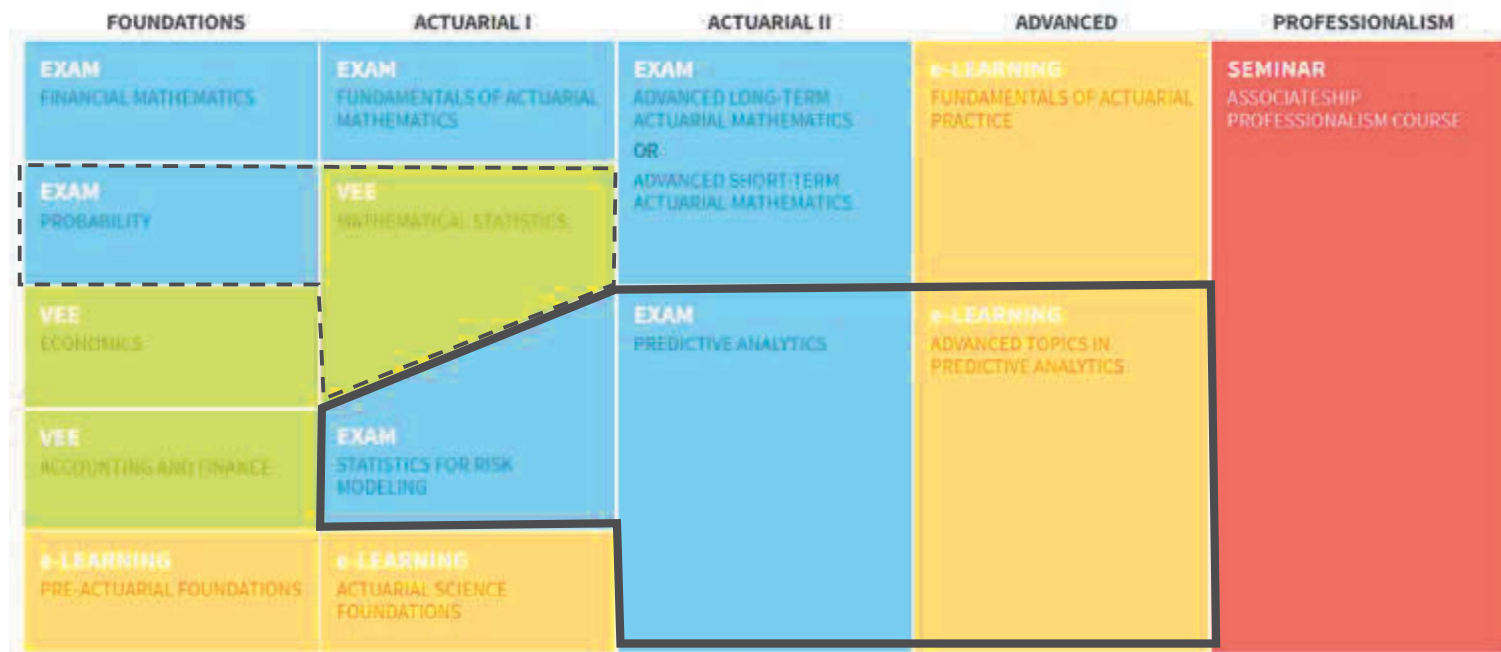 FOUNDATIONS
ACTUARIAL I
ACTUARIAL II
ADVANCED
PROFESSIONALISM
EXAM
FINANCIAL MATHEMATICS
EXAM
PROBABILITY
VEE
ECONOMICS
VEE
ACCOUNTING AND FINANCE
e-LEARNING
PRE-ACTUARIAL FOUNDATIONS
EXAM
FUNDAMENTALS OF ACTUARIAL
MATHEMATICS
VEE
MATHEMATICAL STATISTICS
EXAM
STATISTICS FOR RISK
MODELING
e-LEARNING
ACTUARIAL SCIENCE
FOUNDATIONS
EXAM
ADVANCED LONG-TERM
ACTUARIAL MATHEMATICS
OR
ADVANCED SHORT-TERM
ACTUARIAL MATHEMATICS
EXAM
PREDICTIVE ANALYTICS
e-LEARNING
FUNDAMENTALS OF ACTUARIAL
PRACTICE
e-LEARNING
ADVANCED TOPICS IN
PREDICTIVE ANALYTICS
SEMINAR
ASSOCIATESHIP
PROFESSIONALISM COURSE